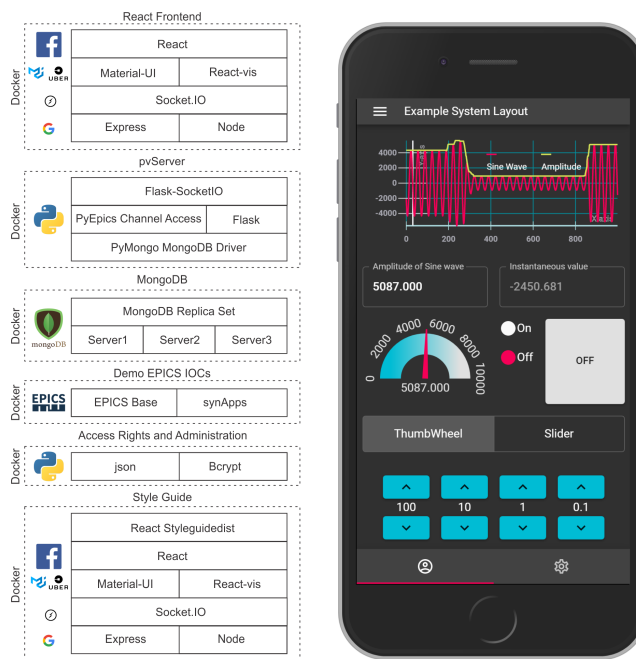 React Frontend
Docker
React
UBER
Material-UI React-vis
Socket.IO
Express Node
pvServer
Docker
Flask-SocketIO
PyEpics Channel Access Flask
PyMongo MongoDB Driver
MongoDB
Docker
mongoDB
MongoDB Replica Set
Server1 Server2 Server3
Demo EPICS IOCs
Docker
EPICS
EPICS Base synApps
Access Rights and Administration
Docker
json Bcrypt
Style Guide
Docker
React Styleguidedist
React
UBER
Material-UI React-vis
Socket.IO
Express Node
Example System Layout
4000
2000
0
-2000
-4000
Sine Wave Amplitude
0 200 400 600 800
Amplitude of Sine wave
5087.000
Instantaneous value
-2450.681
0 2000 4000 6000 8000 10000
5087.000
On
Off
OFF
ThumbWheel Slider
100 10 1 0.1